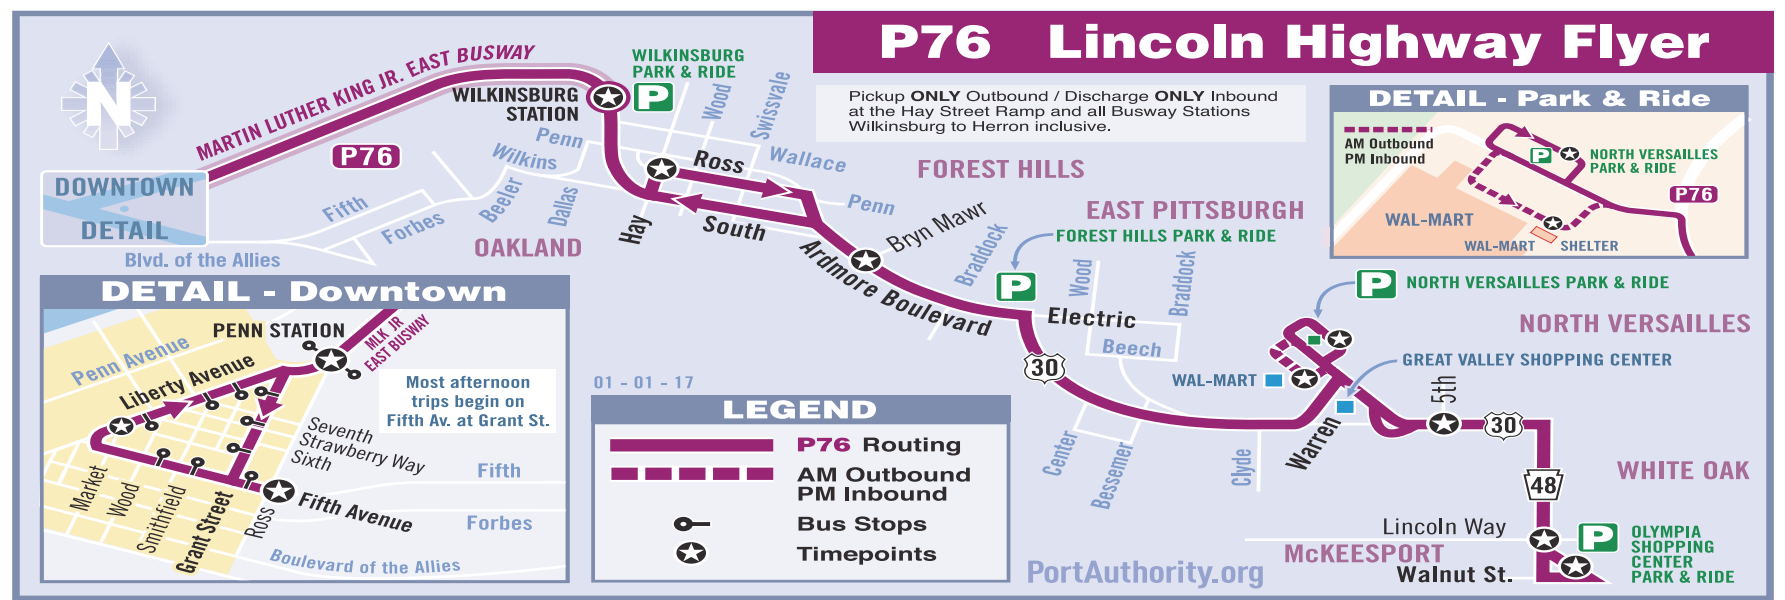 P76 Lincoln Highway Flyer
Pickup ONLY Outbound / Discharge ONLY Inbound
at the Hay Street Ramp and all Busway Stations
Wilkinsburg to Herron inclusive.
N
MARTIN LUTHER KING JR. EAST BUSWAY
P76
DOWNTOWN
DETAIL
WILKINSBURG
STATION
WILKINSBURG
PARK & RIDE
P
Wood
Swissvale
Penn
Wilkins
Beeler
Dallas
Fifth
Forbes
Blvd. of the Allies
OAKLAND
Ross
Wallace
Penn
Hay
South
Ardmore Boulevard
Bryn Mawr
FOREST HILLS
EAST PITTSBURGH
FOREST HILLS PARK & RIDE
P
Braddock
Wood
Braddock
Electric
Beech
30
Center
Bessemer
Clyde
Warren
5th
30
48
DETAIL - Park & Ride
AM Outbound
PM Inbound
P
NORTH VERSAILLES
PARK & RIDE
P76
WAL-MART
WAL-MART SHELTER
P
NORTH VERSAILLES PARK & RIDE
NORTH VERSAILLES
GREAT VALLEY SHOPPING CENTER
WAL-MART
WHITE OAK
Lincoln Way
McKEESPORT
Walnut St.
P
OLYMPIA
SHOPPING
CENTER
PARK & RIDE
DETAIL - Downtown
PENN STATION
MLK JR
EAST BUSWAY
Penn Avenue
Liberty Avenue
Most afternoon
trips begin on
Fifth Av. at Grant St.
Seventh
Strawberry Way
Sixth
Fifth
Fifth Avenue
Forbes
Market
Wood
Smithfield
Grant Street
Ross
Boulevard of the Allies
01 - 01 - 17
LEGEND
P76 Routing
AM Outbound
PM Inbound
Bus Stops
Timepoints
PortAuthority.org